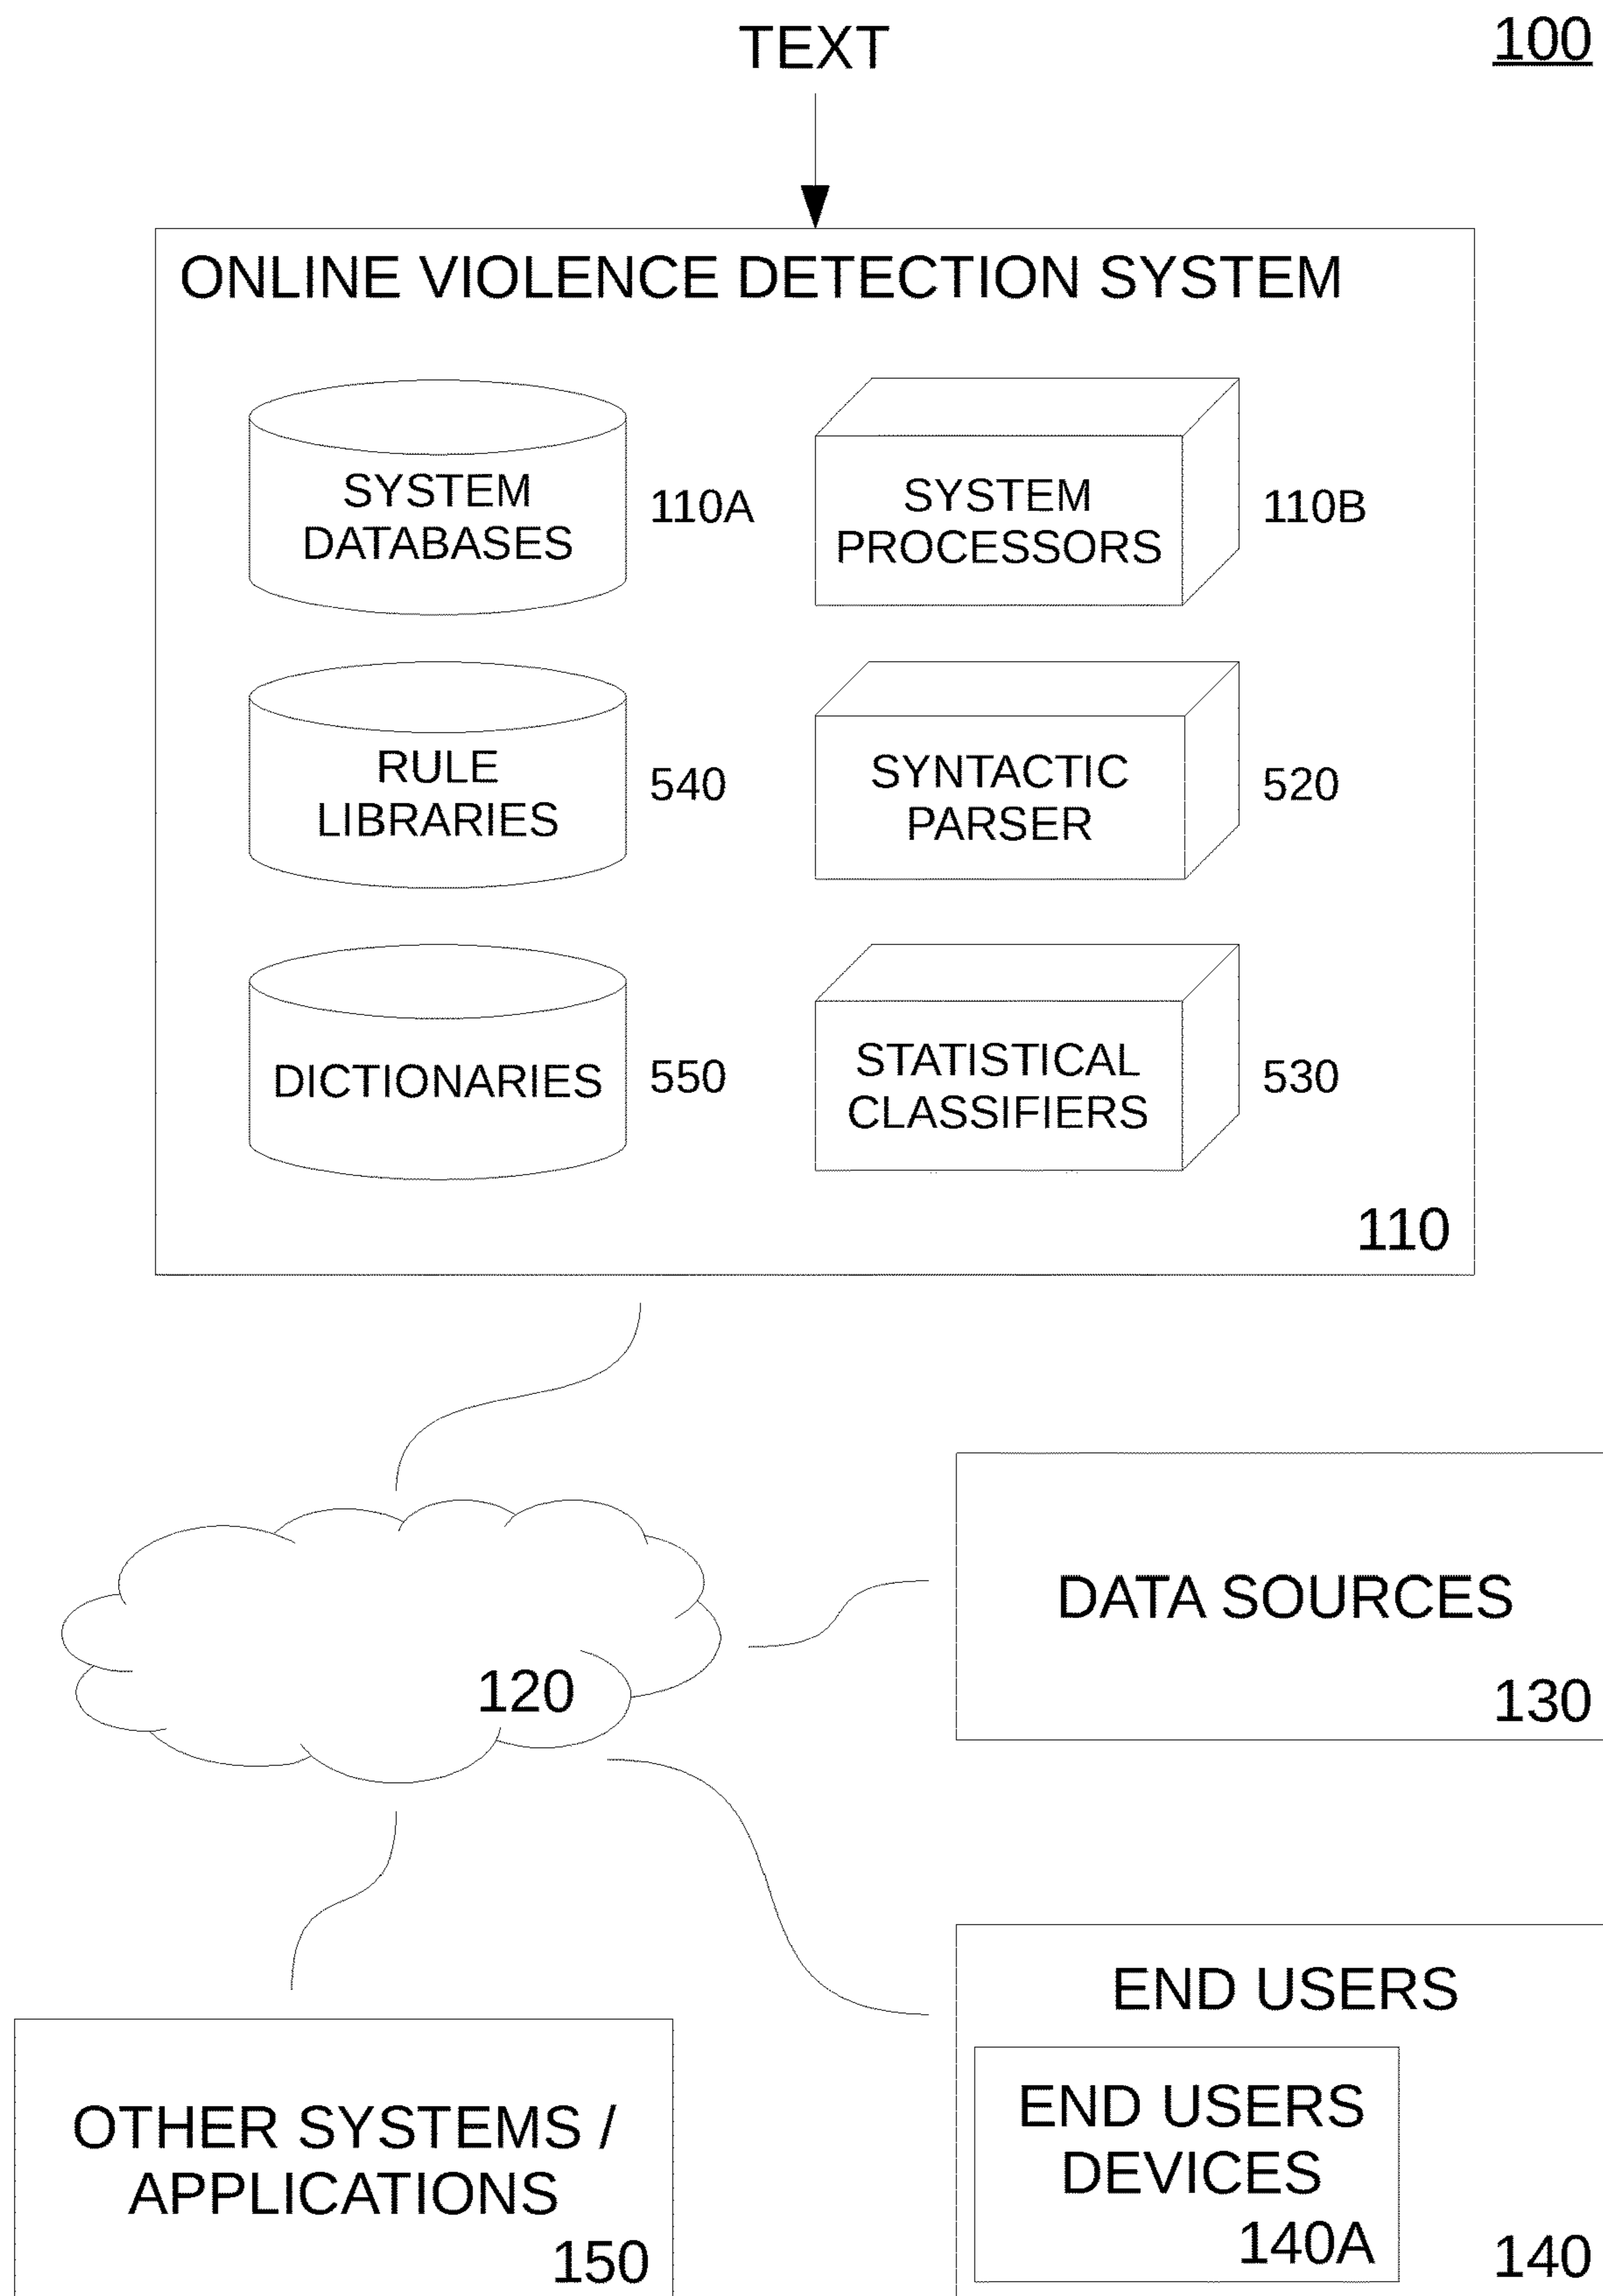 TEXT
100
ONLINE VIOLENCE DETECTION SYSTEM
SYSTEM
DATABASES
110A
SYSTEM
PROCESSORS
110B
RULE
LIBRARIES
540
SYNTACTIC
PARSER
520
DICTIONARIES
550
STATISTICAL
CLASSIFIERS
530
110
120
DATA SOURCES
130
END USERS
END USERS
DEVICES
140A
140
OTHER SYSTEMS /
APPLICATIONS
150